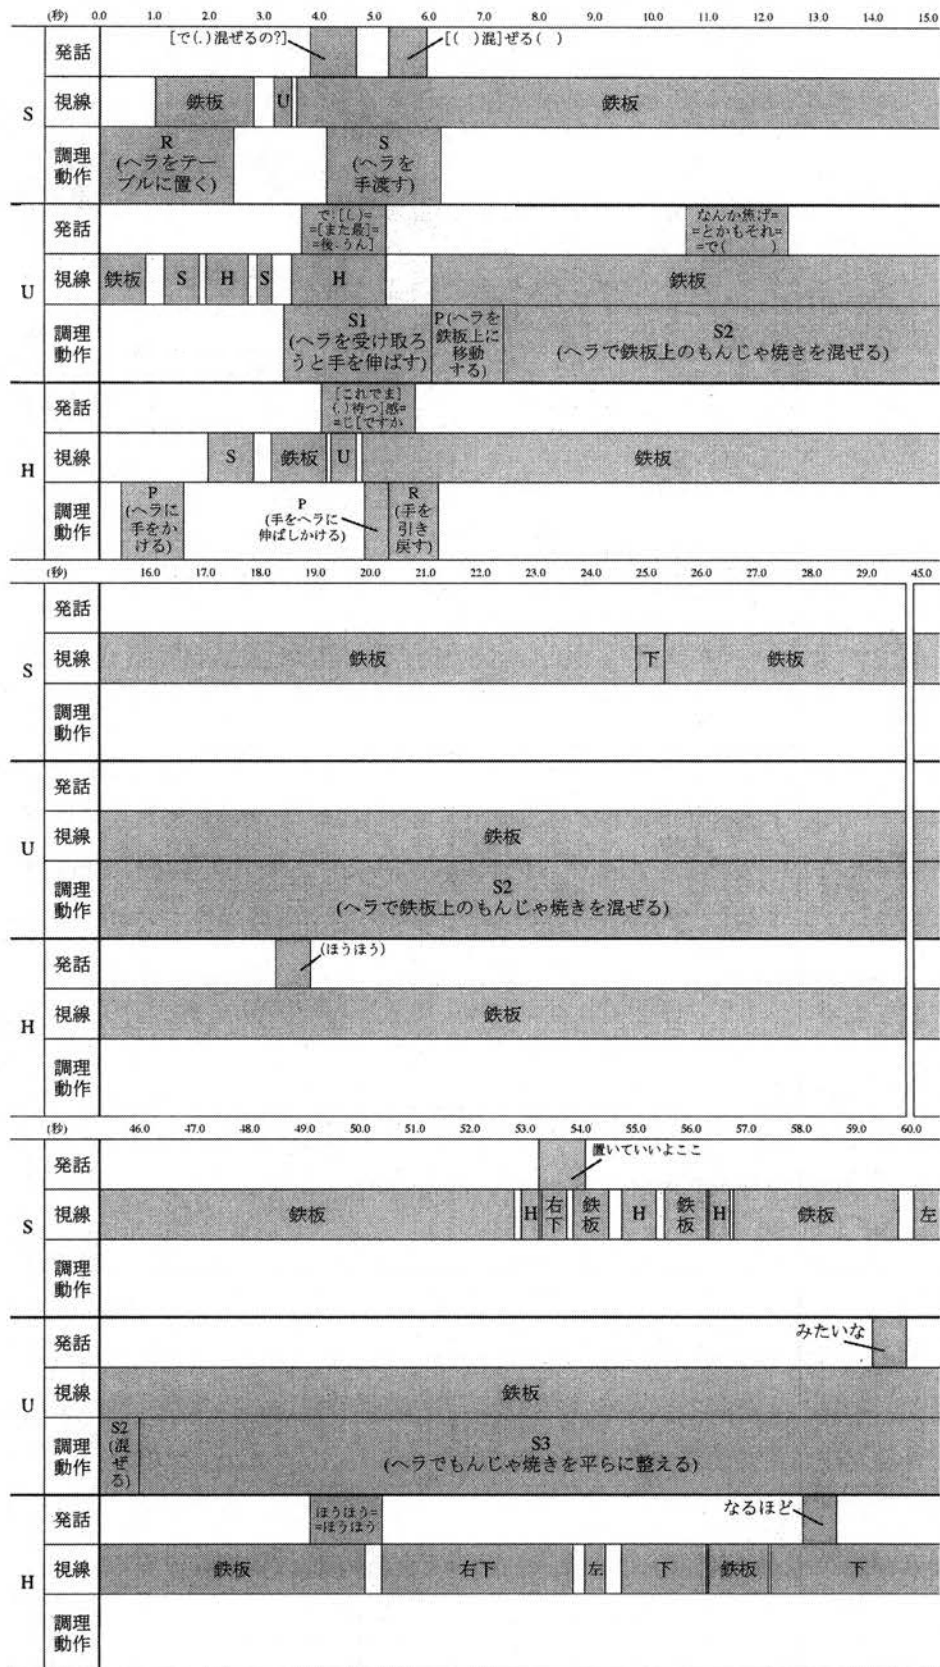 (秒) 0.0 1.0 2.0 3.0 4.0 5.0 6.0 7.0 8.0 9.0 10.0 11.0 12.0 13.0 14.0 15.0
S
発話
[で(.)混ぜるの?]
[( )混]ぜる( )
視線
鉄板
U
鉄板
調理
動作
R
(ヘラをテー
ブルに置く)
S
(ヘラを
手渡す)
U
発話
で:[(.)=
=[また最]=
=後.うん]
なんか焦げ=
=とかもそれ=
=で( )
視線
鉄板
S
H
S
H
鉄板
調理
動作
S1
(ヘラを受け取ろ
うと手を伸ばす)
P(ヘラを
鉄板上に
移動
する)
S2
(ヘラで鉄板上のもんじゃ焼きを混ぜる)
H
発話
[これでま]
(.)待つ]感=
=じ[ですか
視線
S
鉄板
U
鉄板
調理
動作
P
(ヘラに
手をか
ける)
P
(手をヘラに
伸ばしかける)
R
(手を
引き
戻す)
(秒) 16.0 17.0 18.0 19.0 20.0 21.0 22.0 23.0 24.0 25.0 26.0 27.0 28.0 29.0 45.0
S
発話
視線
鉄板
下
鉄板
調理
動作
U
発話
視線
鉄板
調理
動作
S2
(ヘラで鉄板上のもんじゃ焼きを混ぜる)
H
発話
(ほうほう)
視線
鉄板
調理
動作
(秒) 46.0 47.0 48.0 49.0 50.0 51.0 52.0 53.0 54.0 55.0 56.0 57.0 58.0 59.0 60.0
S
発話
置いていいよここ
視線
鉄板
H
右
下
鉄
板
H
鉄
板
H
鉄板
左
調理
動作
U
発話
みたいな
視線
鉄板
調理
動作
S2
(混
ぜ
る)
S3
(ヘラでもんじゃ焼きを平らに整える)
H
発話
ほうほう=
=ほうほう
なるほど
視線
鉄板
右下
左
下
鉄板
下
調理
動作